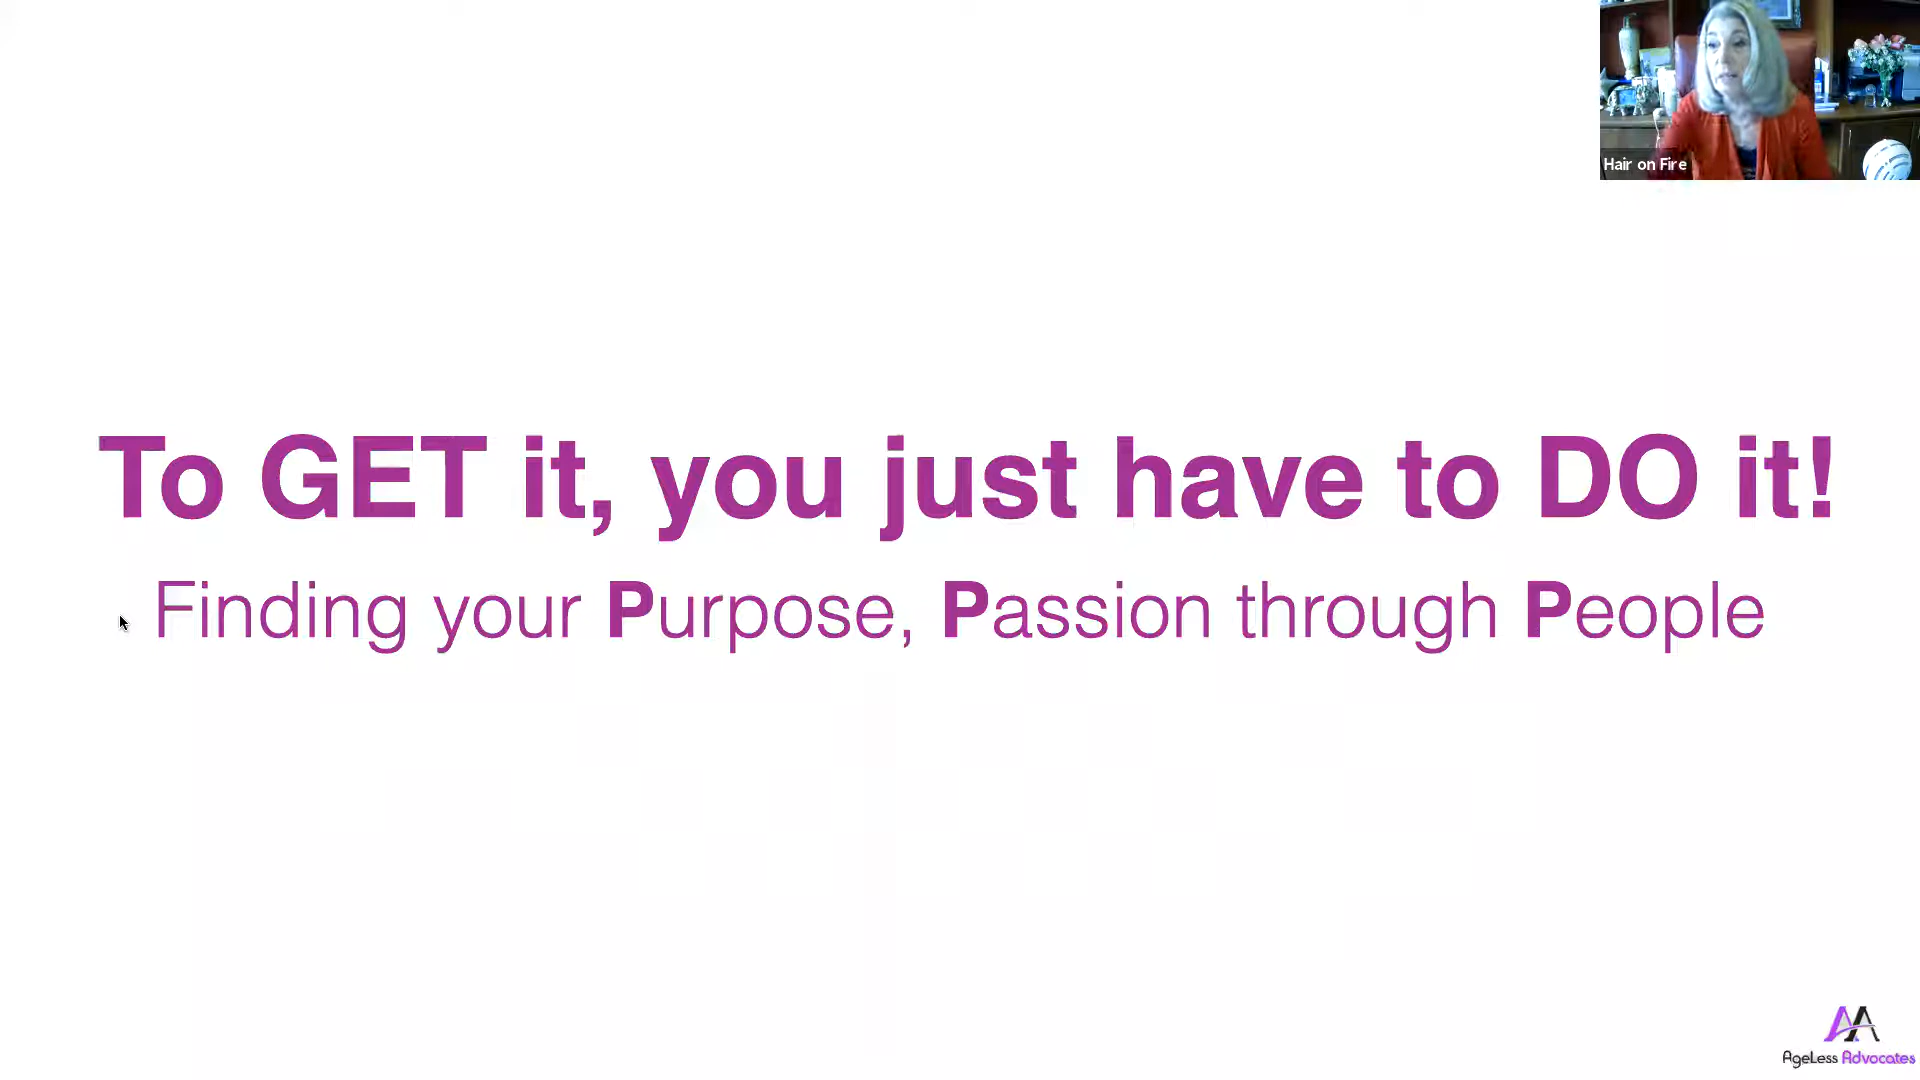 Hair on Fire
To GET it, you just have to DO it!
Finding your Purpose, Passion through People
AgeLess Advocates